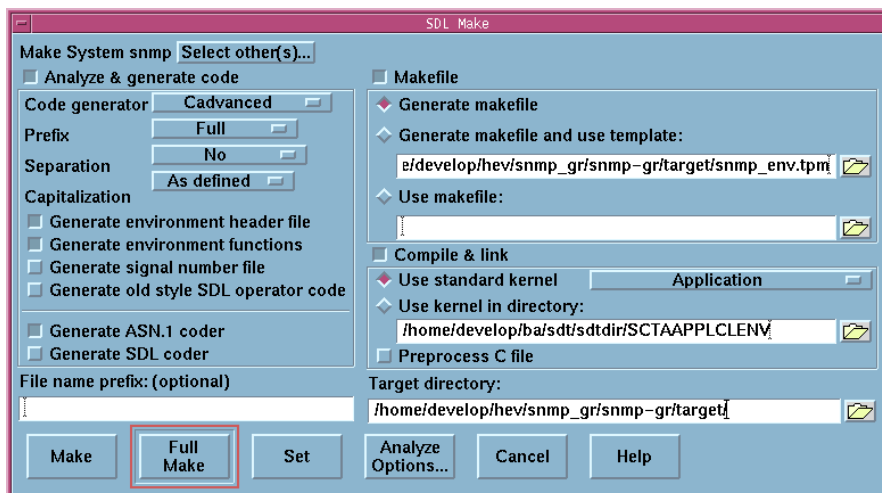 SDL Make
Make System snmp Select other(s)...
Analyze & generate code
Code generator Cadvanced
Prefix Full
Separation No
Capitalization As defined
Generate environment header file
Generate environment functions
Generate signal number file
Generate old style SDL operator code
Generate ASN.1 coder
Generate SDL coder
File name prefix: (optional)
Makefile
Generate makefile
Generate makefile and use template:
e/develop/hev/snmp_gr/snmp-gr/target/snmp_env.tpm
Use makefile:
Compile & link
Use standard kernel Application
Use kernel in directory:
/home/develop/ba/sdt/sdtdir/SCTAAPPLCLENV
Preprocess C file
Target directory:
/home/develop/hev/snmp_gr/snmp-gr/target/
Make
Full
Make
Set
Analyze
Options...
Cancel
Help